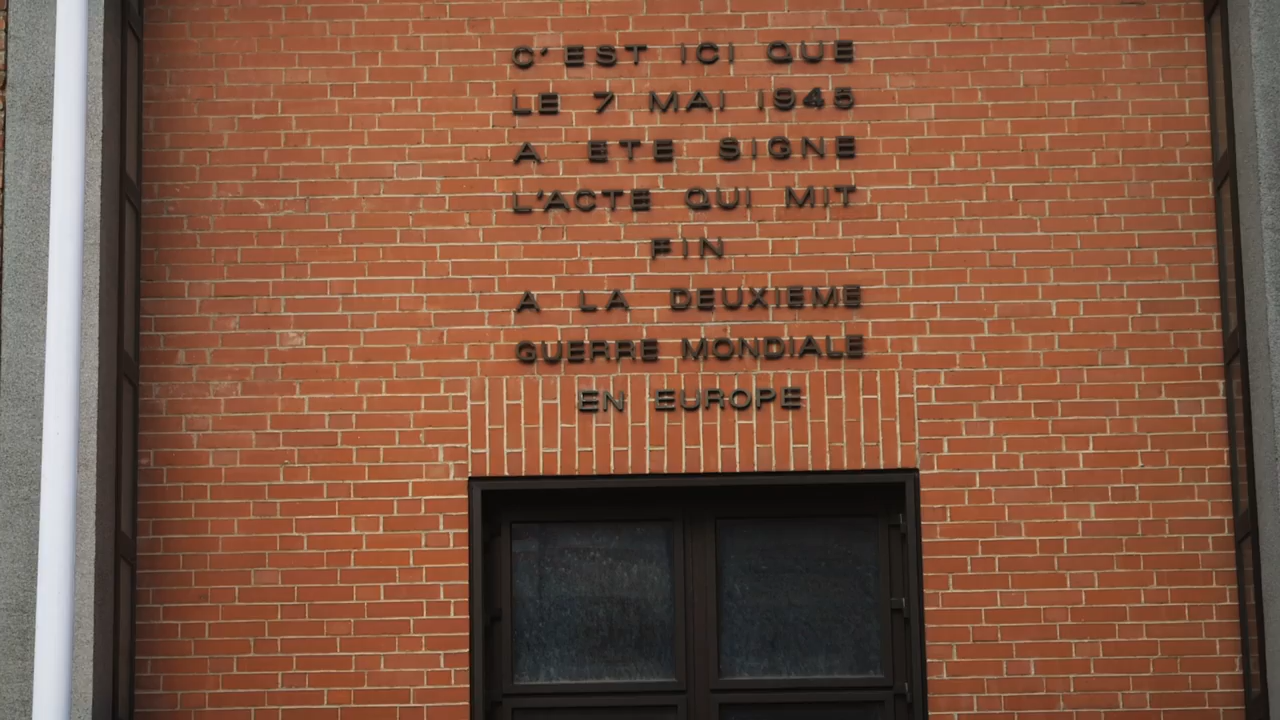 C'EST ICI QUE
LE 7 MAI 1945
A ETE SIGNE
L'ACTE QUI MIT
FIN
A LA DEUXIEME
GUERRE MONDIALE
EN EUROPE